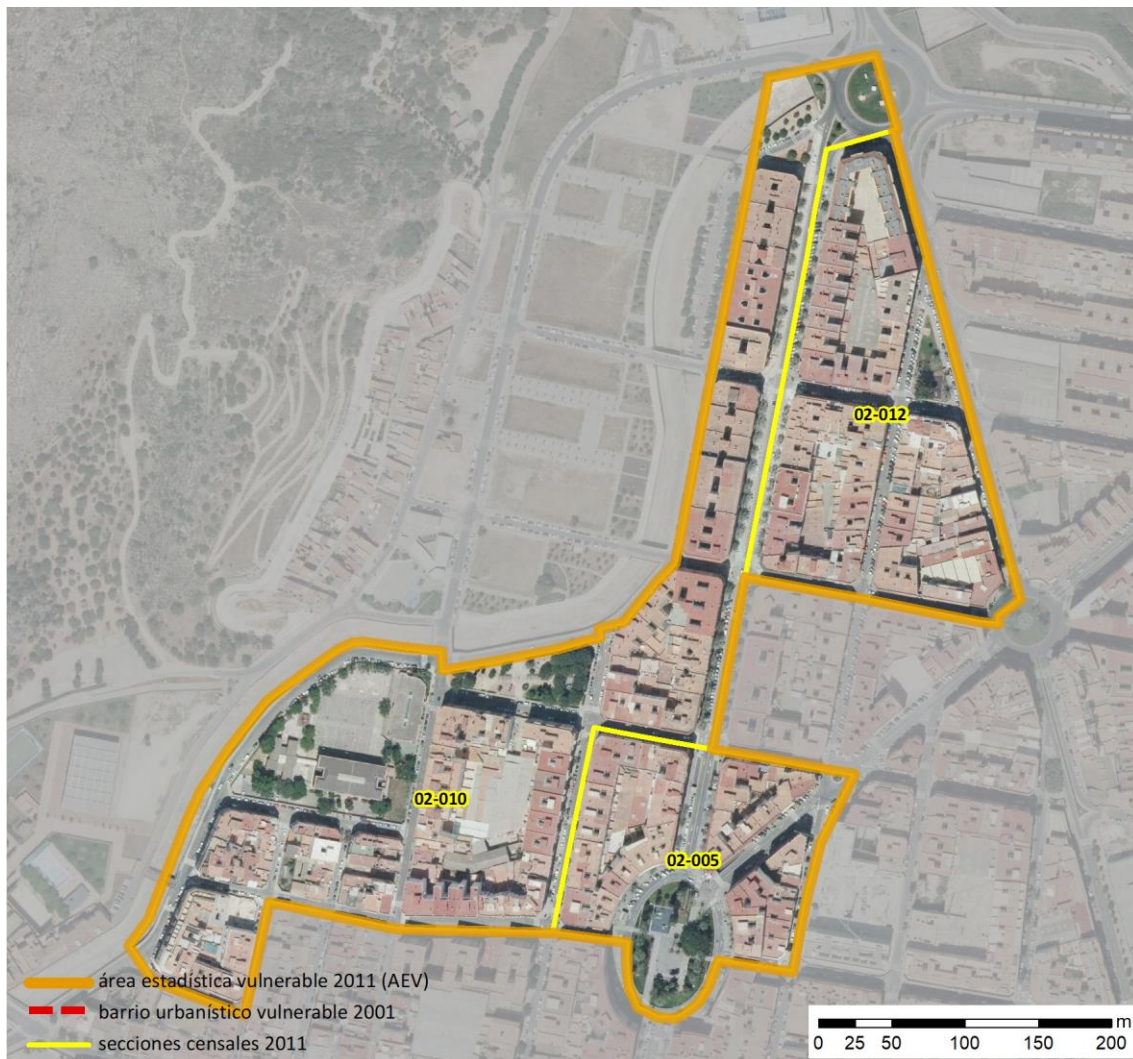 02-012
02-010
02-005
área estadística vulnerable 2011 (AEV)
barrio urbanístico vulnerable 2001
secciones censales 2011
m
0 25 50 100 150 200